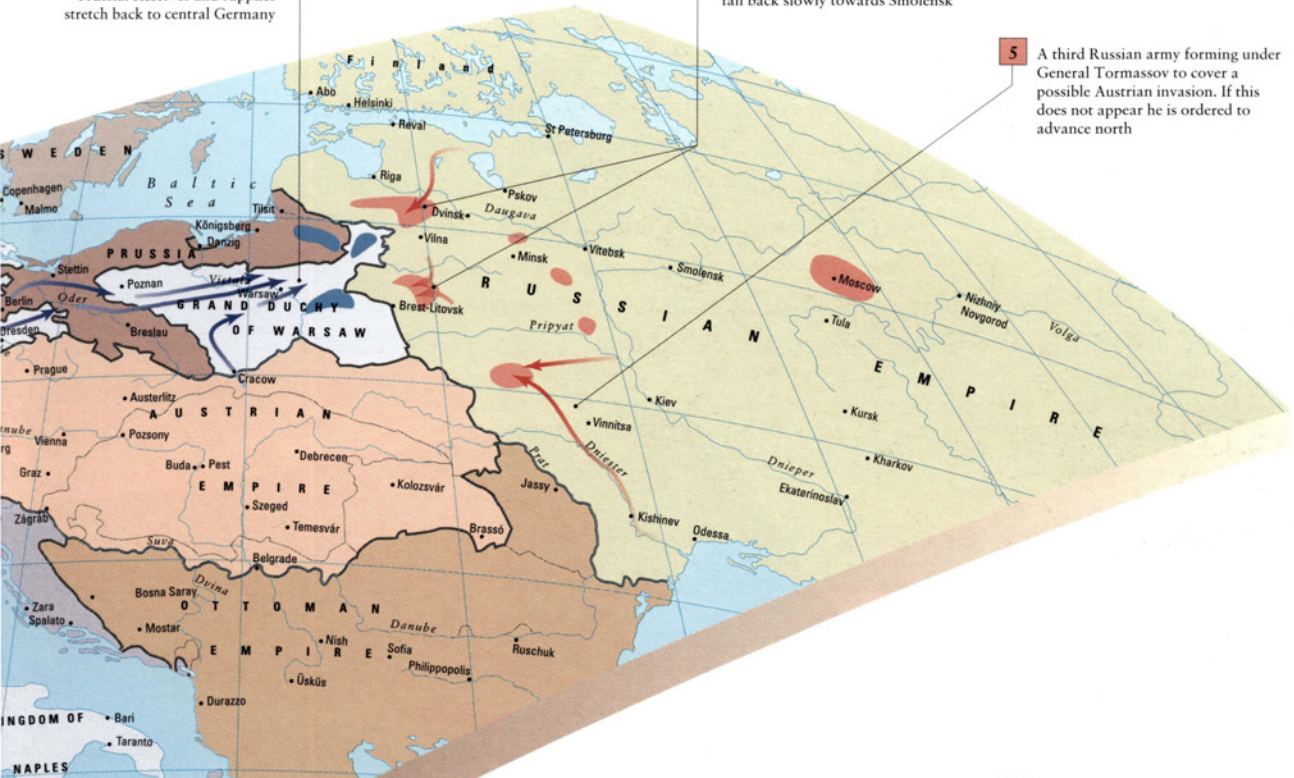 stretch back to central Germany
fall back slowly towards Smolensk
5
A third Russian army forming under
General Tormassov to cover a
possible Austrian invasion. If this
does not appear he is ordered to
advance north
Finland
Abo
Helsinki
Reval
St Petersburg
SWEDEN
Copenhagen
Malmo
Baltic
Sea
Riga
Pskov
Tilsit
Dvinsk
Daugava
Königsberg
Danzig
Vilna
PRUSSIA
Stettin
Minsk
Vitebsk
Smolensk
Moscow
Poznan
Vistula
Warsaw
Berlin
Oder
GRAND DUCHY
OF WARSAW
Brest-Litovsk
RUSSIAN
EMPIRE
Nizhniy
Novgorod
Volga
Tula
Dresden
Breslau
Pripyat
Prague
Cracow
Kiev
Kursk
Austerlitz
AUSTRIAN
EMPIRE
Vinnitsa
Vienna
Pozsony
Prat
Dniester
Dnieper
Kharkov
Graz
Buda
Pest
Debrecen
Kolozsvár
Jassy
Ekaterinoslav
Szeged
Zágráb
Temesvár
Brassó
Kishinev
Odessa
Suva
Belgrade
Bosna Saray
Dvina
OTTOMAN
EMPIRE
Zara
Spalato
Mostar
Danube
Nish
Sofia
Ruschuk
Philippopolis
Üsküs
Durazzo
INGDOM OF
Bari
Taranto
NAPLES